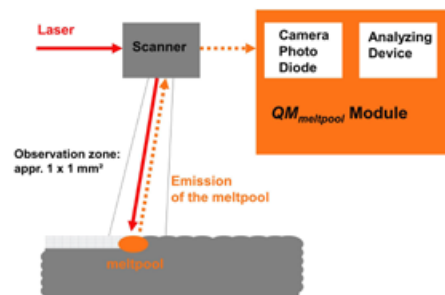 Laser
Scanner
Camera
Photo
Diode
Analyzing
Device
QMmeltpool Module
Observation zone:
appr. 1 x 1 mm²
Emission
of the meltpool
meltpool